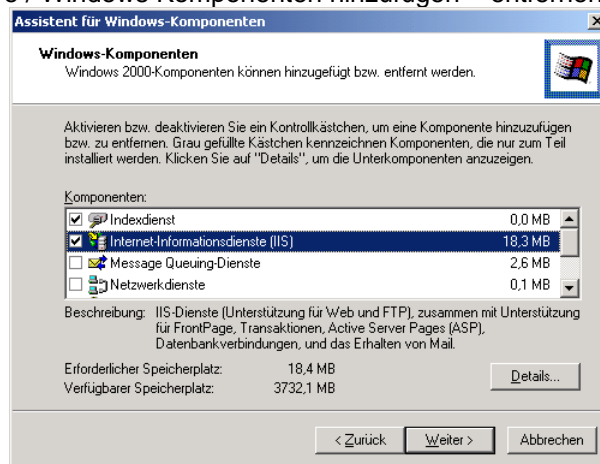 / Windows Komponenten hinzufügen – entfernen
Assistent für Windows-Komponenten
Windows-Komponenten
Windows 2000-Komponenten können hinzugefügt bzw. entfernt werden.
Aktivieren bzw. deaktivieren Sie ein Kontrollkästchen, um eine Komponente hinzuzufügen
bzw. zu entfernen. Grau gefüllte Kästchen kennzeichnen Komponenten, die nur zum Teil
installiert werden. Klicken Sie auf "Details", um die Unterkomponenten anzuzeigen.
Komponenten:
Indexdienst 0,0 MB
Internet-Informationsdienste (IIS) 18,3 MB
Message Queuing-Dienste 2,6 MB
Netzwerkdienste 0,1 MB
Beschreibung: IIS-Dienste (Unterstützung für Web und FTP), zusammen mit Unterstützung
für FrontPage, Transaktionen, Active Server Pages (ASP),
Datenbankverbindungen, und das Erhalten von Mail.
Erforderlicher Speicherplatz: 18,4 MB
Verfügbarer Speicherplatz: 3732,1 MB
Details...
< Zurück Weiter > Abbrechen